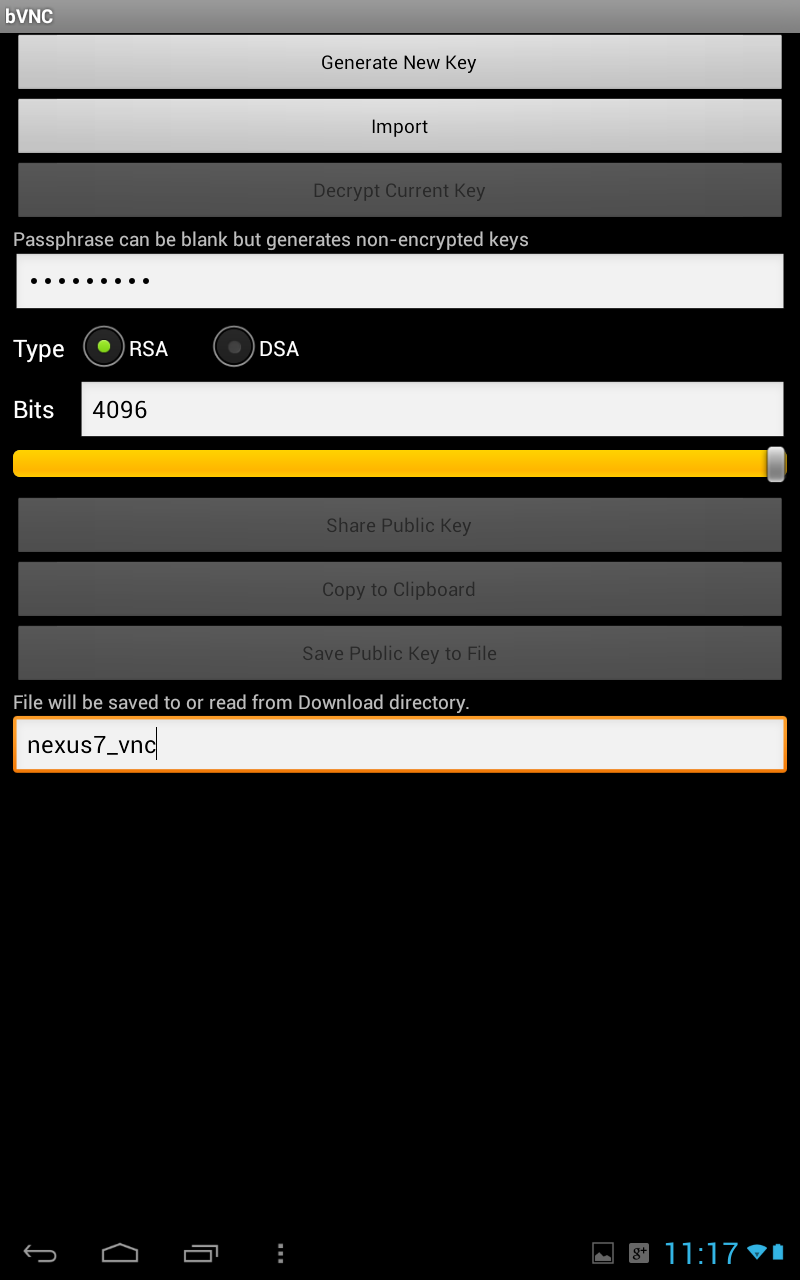 bVNC
Generate New Key
Import
Decrypt Current Key
Passphrase can be blank but generates non-encrypted keys
•••••••••
Type RSA DSA
Bits 4096
Share Public Key
Copy to Clipboard
Save Public Key to File
File will be saved to or read from Download directory.
nexus7_vnc
g+ 11:17